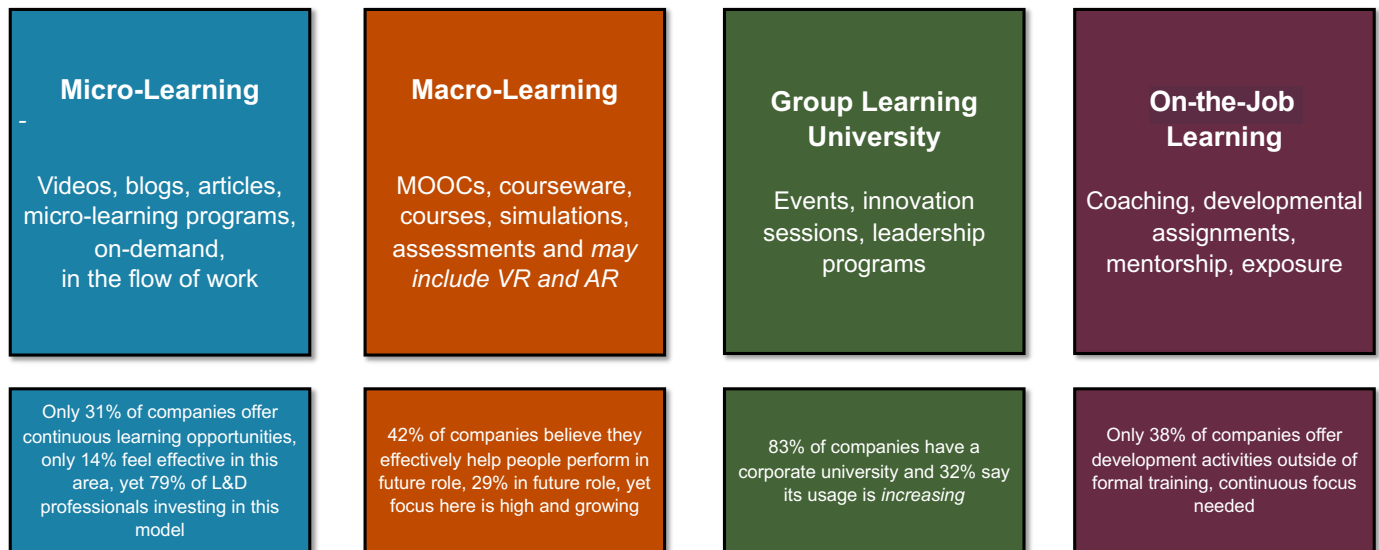 Micro-Learning
-
Videos, blogs, articles,
micro-learning programs,
on-demand,
in the flow of work
Macro-Learning
MOOCs, courseware,
courses, simulations,
assessments and may
include VR and AR
Group Learning
University
Events, innovation
sessions, leadership
programs
On-the-Job
Learning
Coaching, developmental
assignments,
mentorship, exposure
Only 31% of companies offer
continuous learning opportunities,
only 14% feel effective in this
area, yet 79% of L&D
professionals investing in this
model
42% of companies believe they
effectively help people perform in
future role, 29% in future role, yet
focus here is high and growing
83% of companies have a
corporate university and 32% say
its usage is increasing
Only 38% of companies offer
development activities outside of
formal training, continuous focus
needed